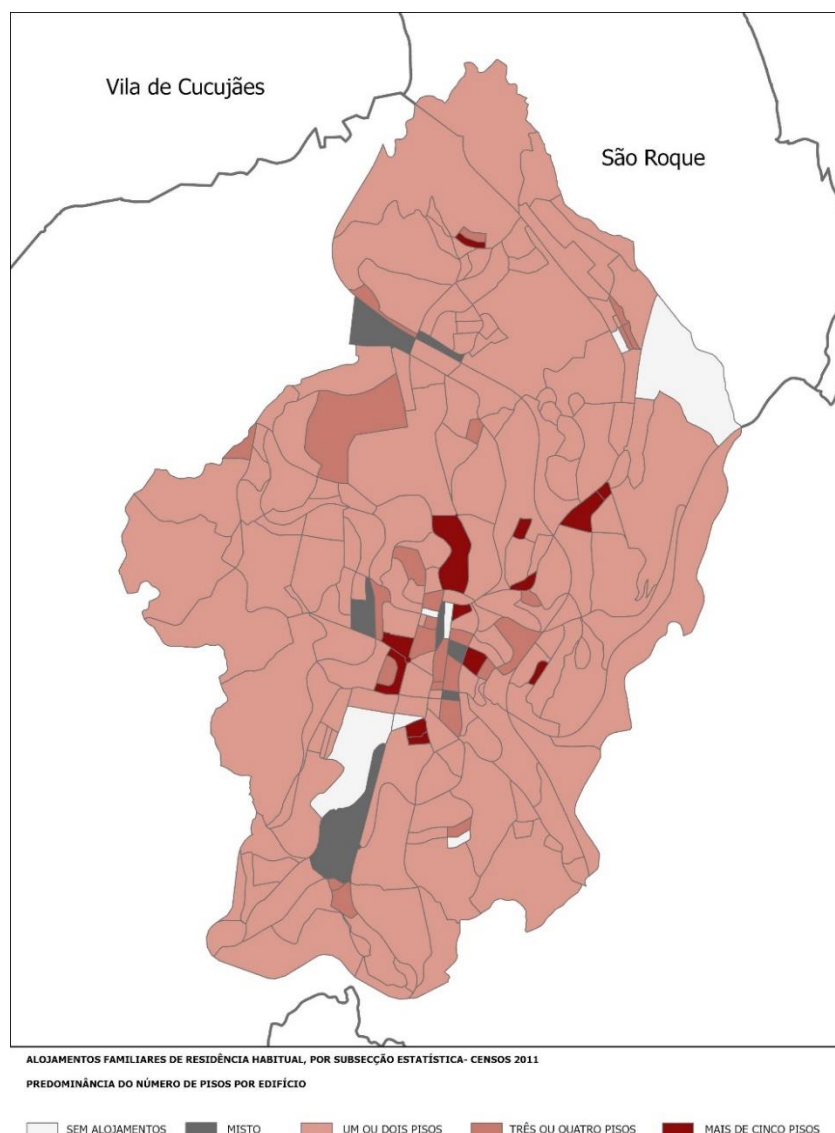 Vila de Cucujães
São Roque
ALOJAMENTOS FAMILIARES DE RESIDÊNCIA HABITUAL, POR SUBSECÇÃO ESTATÍSTICA- CENSOS 2011
PREDOMINÂNCIA DO NÚMERO DE PISOS POR EDIFÍCIO
SEM ALOJAMENTOS MISTO UM OU DOIS PISOS TRÊS OU QUATRO PISOS MAIS DE CINCO PISOS